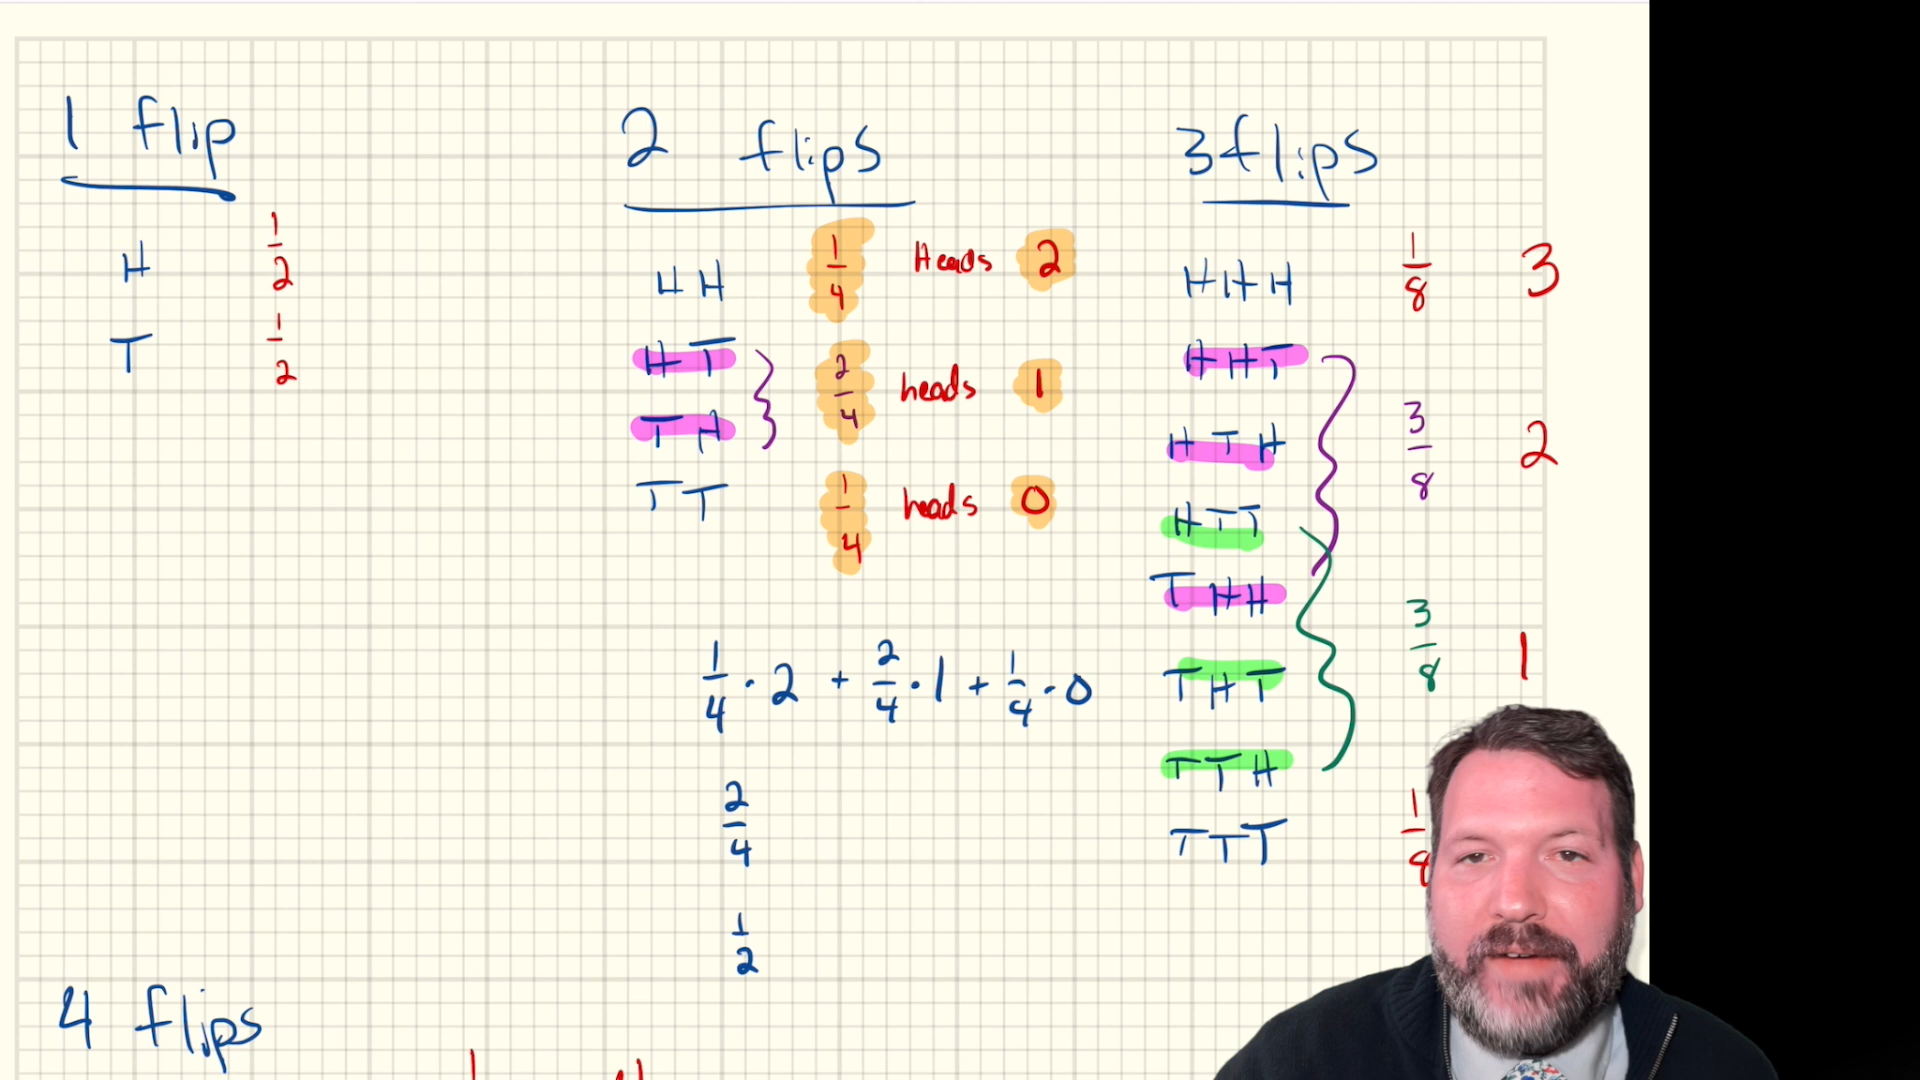 1 flip
H 1/2
T 1/2
2 flips
HH 1/4 Heads 2
HT
TH
2/4 heads 1
TT 1/4 heads 0
1/4 · 2 + 2/4 · 1 + 1/4 · 0
2/4
1/2
3 flips
HHH 1/8 3
HHT
HTH
3/8 2
HTT
THH
THT
3/8 1
TTH
TTT 1/8
4 flips